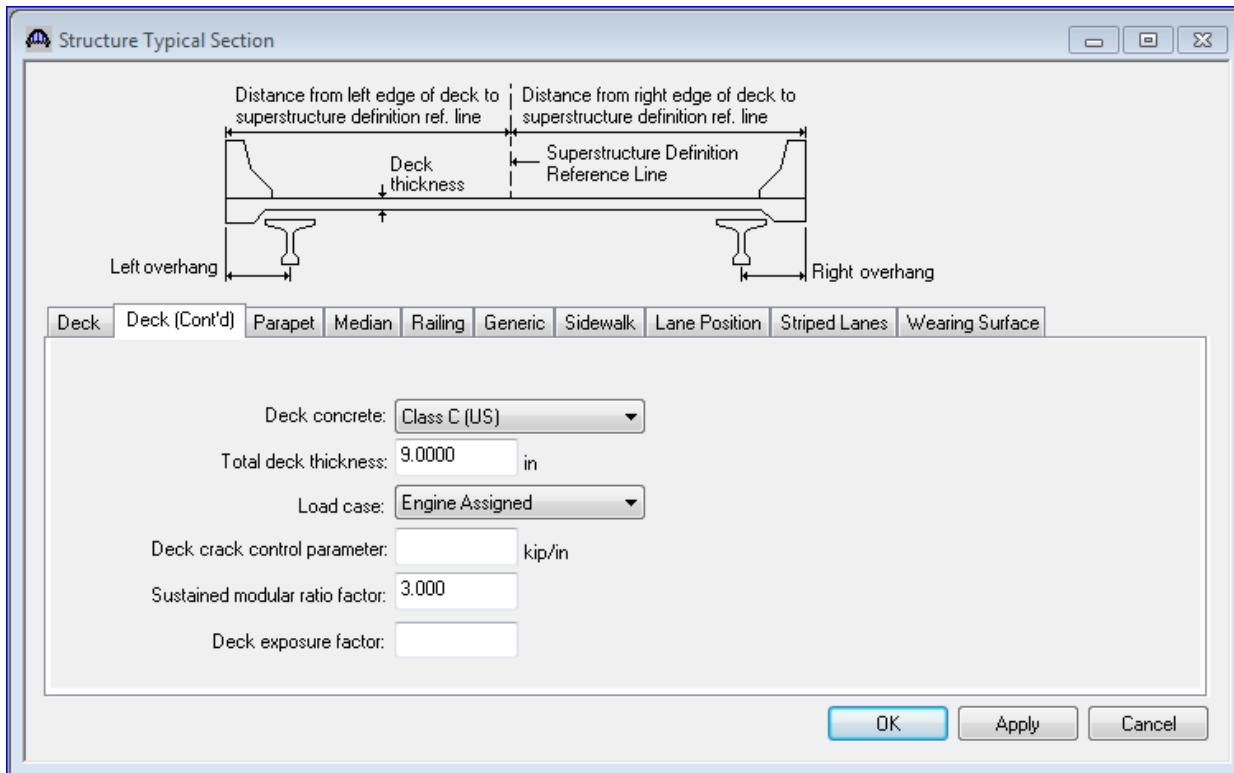 Structure Typical Section
Distance from left edge of deck to
superstructure definition ref. line
Distance from right edge of deck to
superstructure definition ref. line
Deck
thickness
Superstructure Definition
Reference Line
Left overhang
Right overhang
Deck Deck (Cont'd) Parapet Median Railing Generic Sidewalk Lane Position Striped Lanes Wearing Surface
Deck concrete: Class C (US)
Total deck thickness: 9.0000 in
Load case: Engine Assigned
Deck crack control parameter: kip/in
Sustained modular ratio factor: 3.000
Deck exposure factor:
OK Apply Cancel